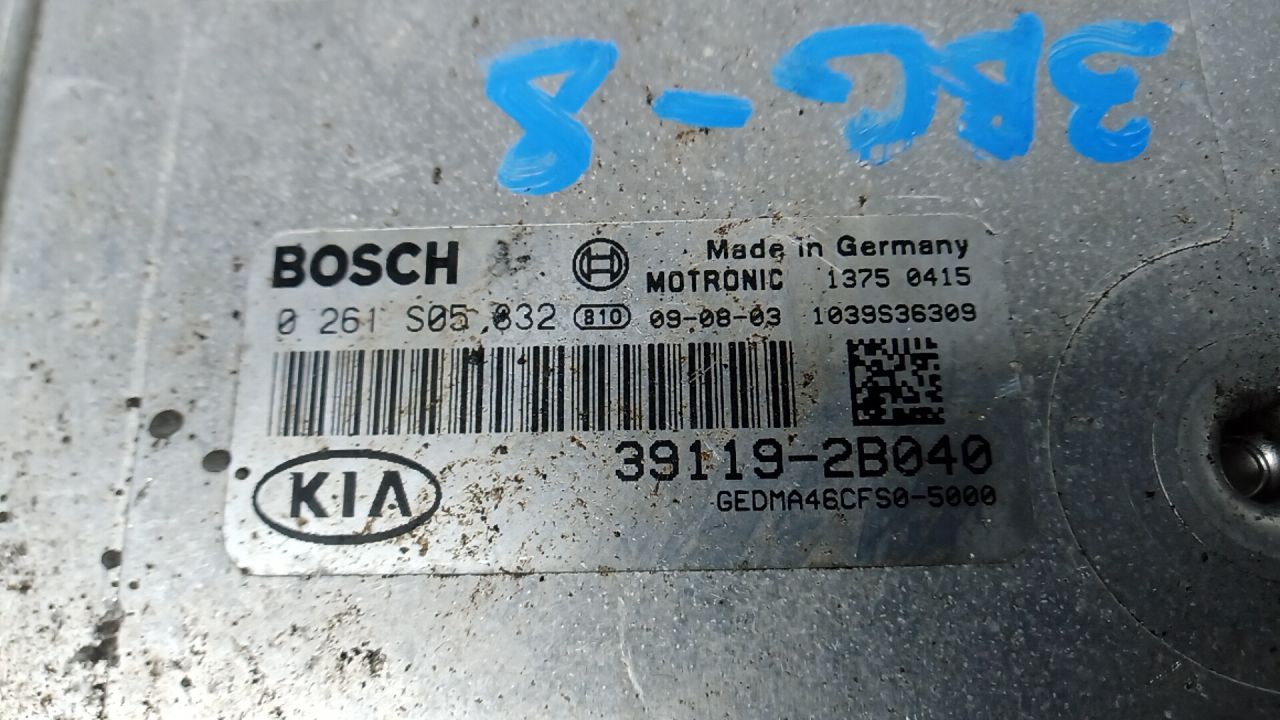 3BG - 8
BOSCH
Made in Germany
MOTRONIC 1375 0415
0 261 S05 832 810 09-08-03 1039S36309
39119-2B040
GEDMA46CFS0-5000
KIA